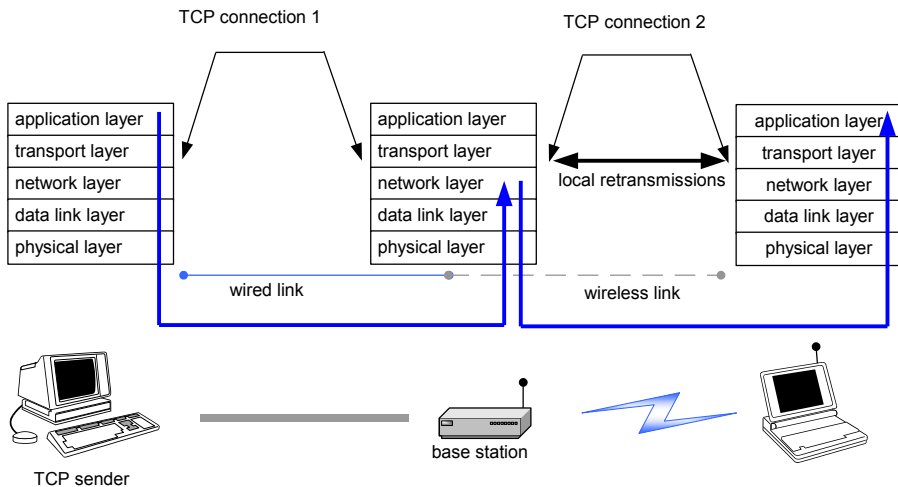 TCP connection 1
TCP connection 2
application layer
transport layer
network layer
data link layer
physical layer
application layer
transport layer
network layer
data link layer
physical layer
local retransmissions
application layer
transport layer
network layer
data link layer
physical layer
wired link
wireless link
base station
TCP sender